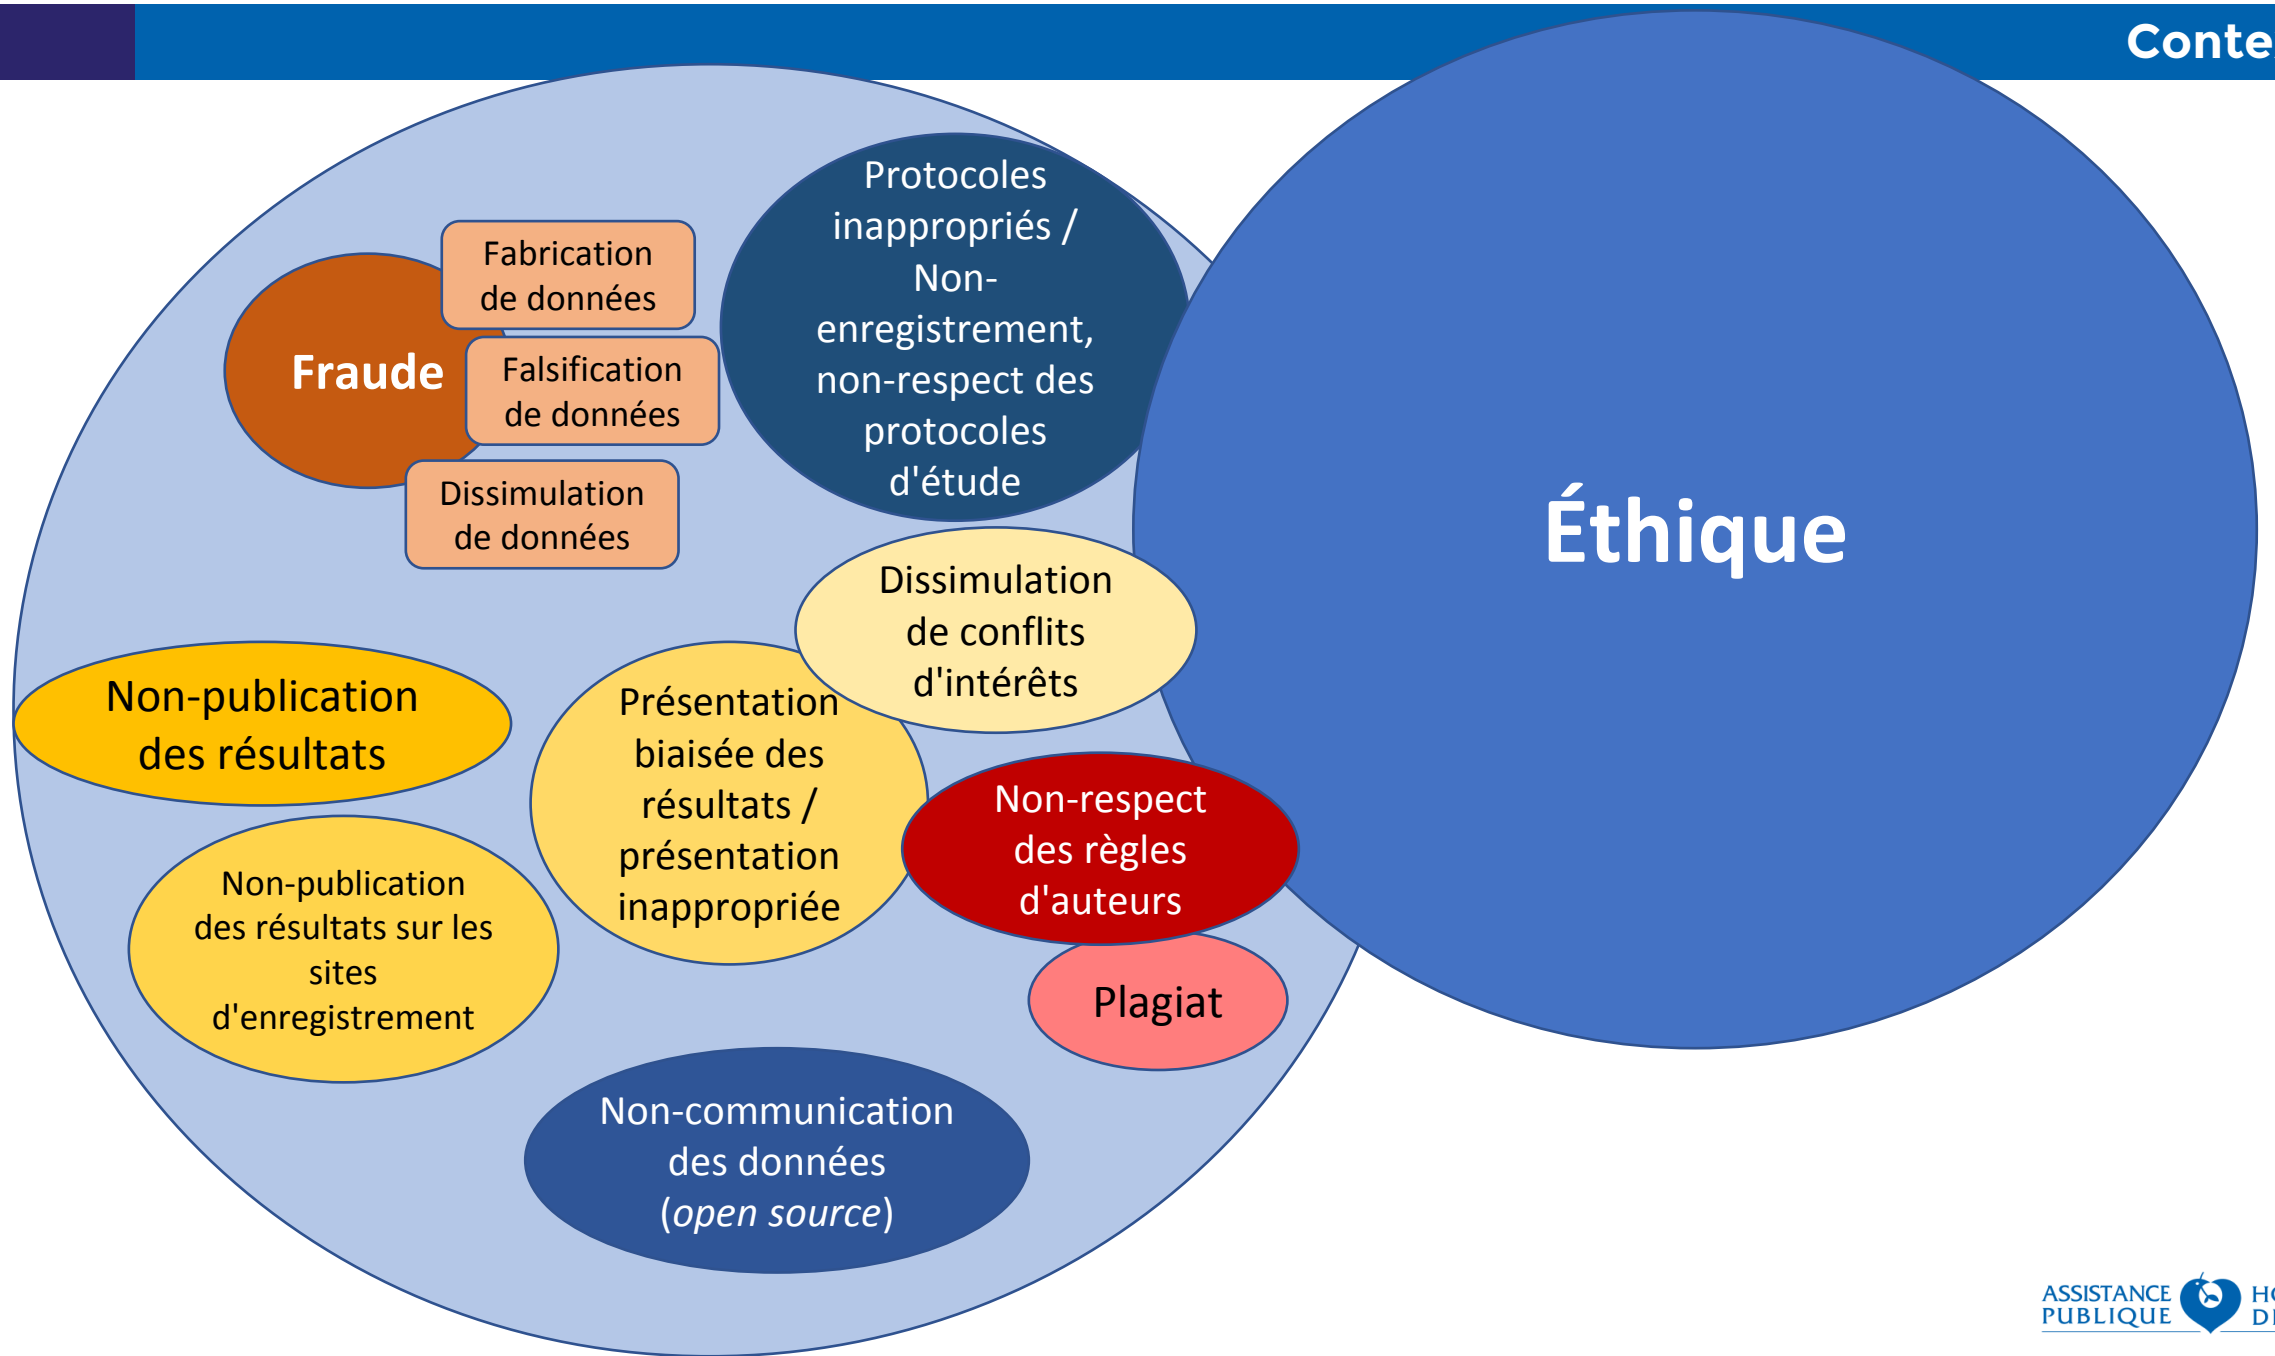 Protocoles
inappropriés /
Non-
enregistrement,
non-respect des
protocoles
d'étude
Fabrication
de données
Fraude
Falsification
de données
Dissimulation
de données
Éthique
Dissimulation
de conflits
d'intérêts
Non-publication
des résultats
Présentation
biaisée des
résultats /
présentation
inappropriée
Non-respect
des règles
d'auteurs
Non-publication
des résultats sur les
sites
d'enregistrement
Plagiat
Non-communication
des données
(open source)
ASSISTANCE
PUBLIQUE